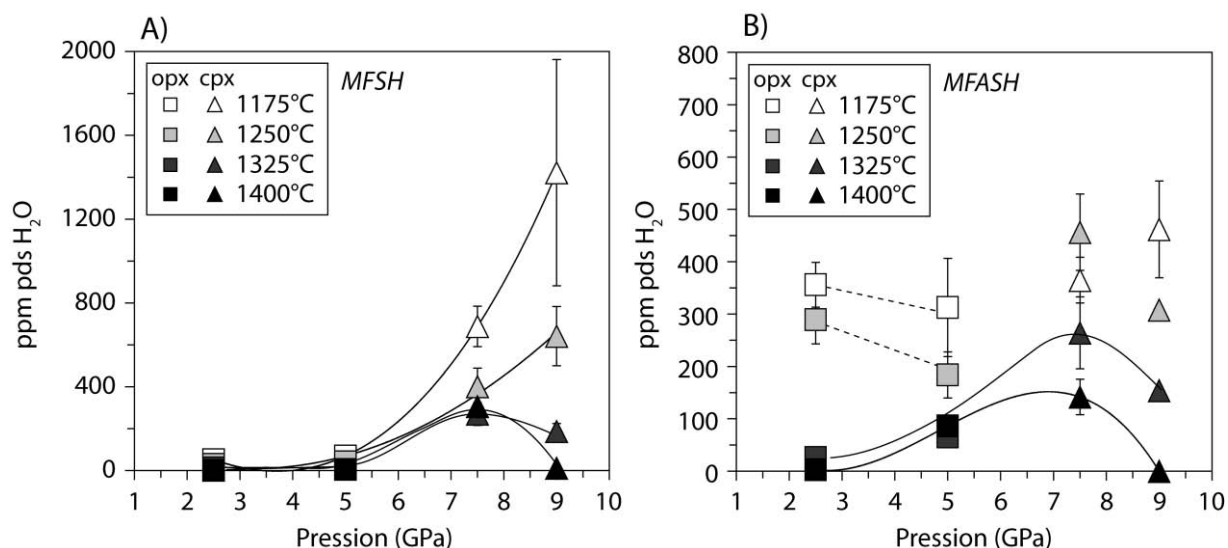 A)
MFSH
opx cpx
1175°C
1250°C
1325°C
1400°C
ppm pds H₂O
2000
1600
1200
800
400
0
1 2 3 4 5 6 7 8 9 10
Pression (GPa)
B)
MFASH
opx cpx
1175°C
1250°C
1325°C
1400°C
ppm pds H₂O
800
700
600
500
400
300
200
100
0
1 2 3 4 5 6 7 8 9 10
Pression (GPa)